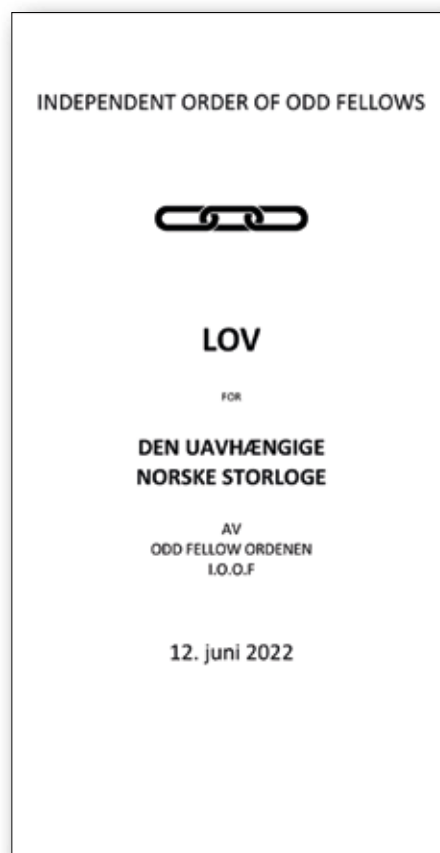 INDEPENDENT ORDER OF ODD FELLOWS
LOV
FOR
DEN UAVHÆNGIGE
NORSKE STORLOGE
AV
ODD FELLOW ORDENEN
I.O.O.F
12. juni 2022